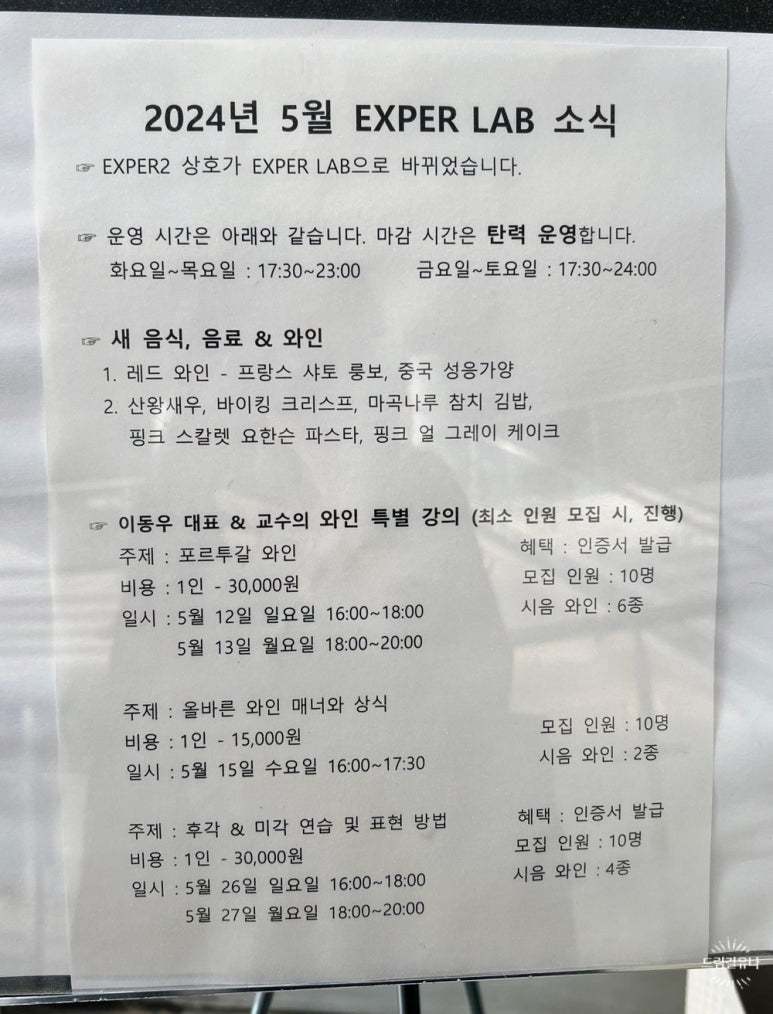 2024년 5월 EXPER LAB 소식
☞ EXPER2 상호가 EXPER LAB으로 바뀌었습니다.
☞ 운영 시간은 아래와 같습니다. 마감 시간은 탄력 운영합니다.
화요일~목요일 : 17:30~23:00 금요일~토요일 : 17:30~24:00
☞ 새 음식, 음료 & 와인
1. 레드 와인 - 프랑스 샤토 룽보, 중국 성응가양
2. 산왕새우, 바이킹 크리스프, 마곡나루 참치 김밥,
핑크 스칼렛 요한슨 파스타, 핑크 얼 그레이 케이크
☞ 이동우 대표 & 교수의 와인 특별 강의 (최소 인원 모집 시, 진행)
주제 : 포르투갈 와인 혜택 : 인증서 발급
비용 : 1인 - 30,000원 모집 인원 : 10명
일시 : 5월 12일 일요일 16:00~18:00 시음 와인 : 6종
5월 13일 월요일 18:00~20:00
주제 : 올바른 와인 매너와 상식
비용 : 1인 - 15,000원 모집 인원 : 10명
일시 : 5월 15일 수요일 16:00~17:30 시음 와인 : 2종
주제 : 후각 & 미각 연습 및 표현 방법 혜택 : 인증서 발급
비용 : 1인 - 30,000원 모집 인원 : 10명
일시 : 5월 26일 일요일 16:00~18:00 시음 와인 : 4종
5월 27일 월요일 18:00~20:00
드림걸유나